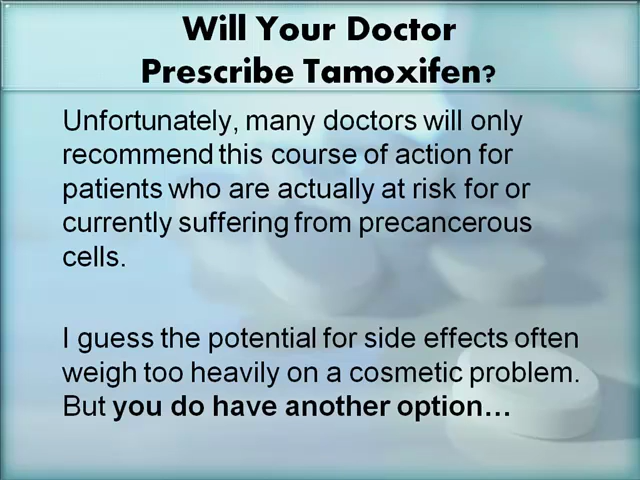 Will Your Doctor
Prescribe Tamoxifen?
Unfortunately, many doctors will only
recommend this course of action for
patients who are actually at risk for or
currently suffering from precancerous
cells.
I guess the potential for side effects often
weigh too heavily on a cosmetic problem.
But you do have another option…